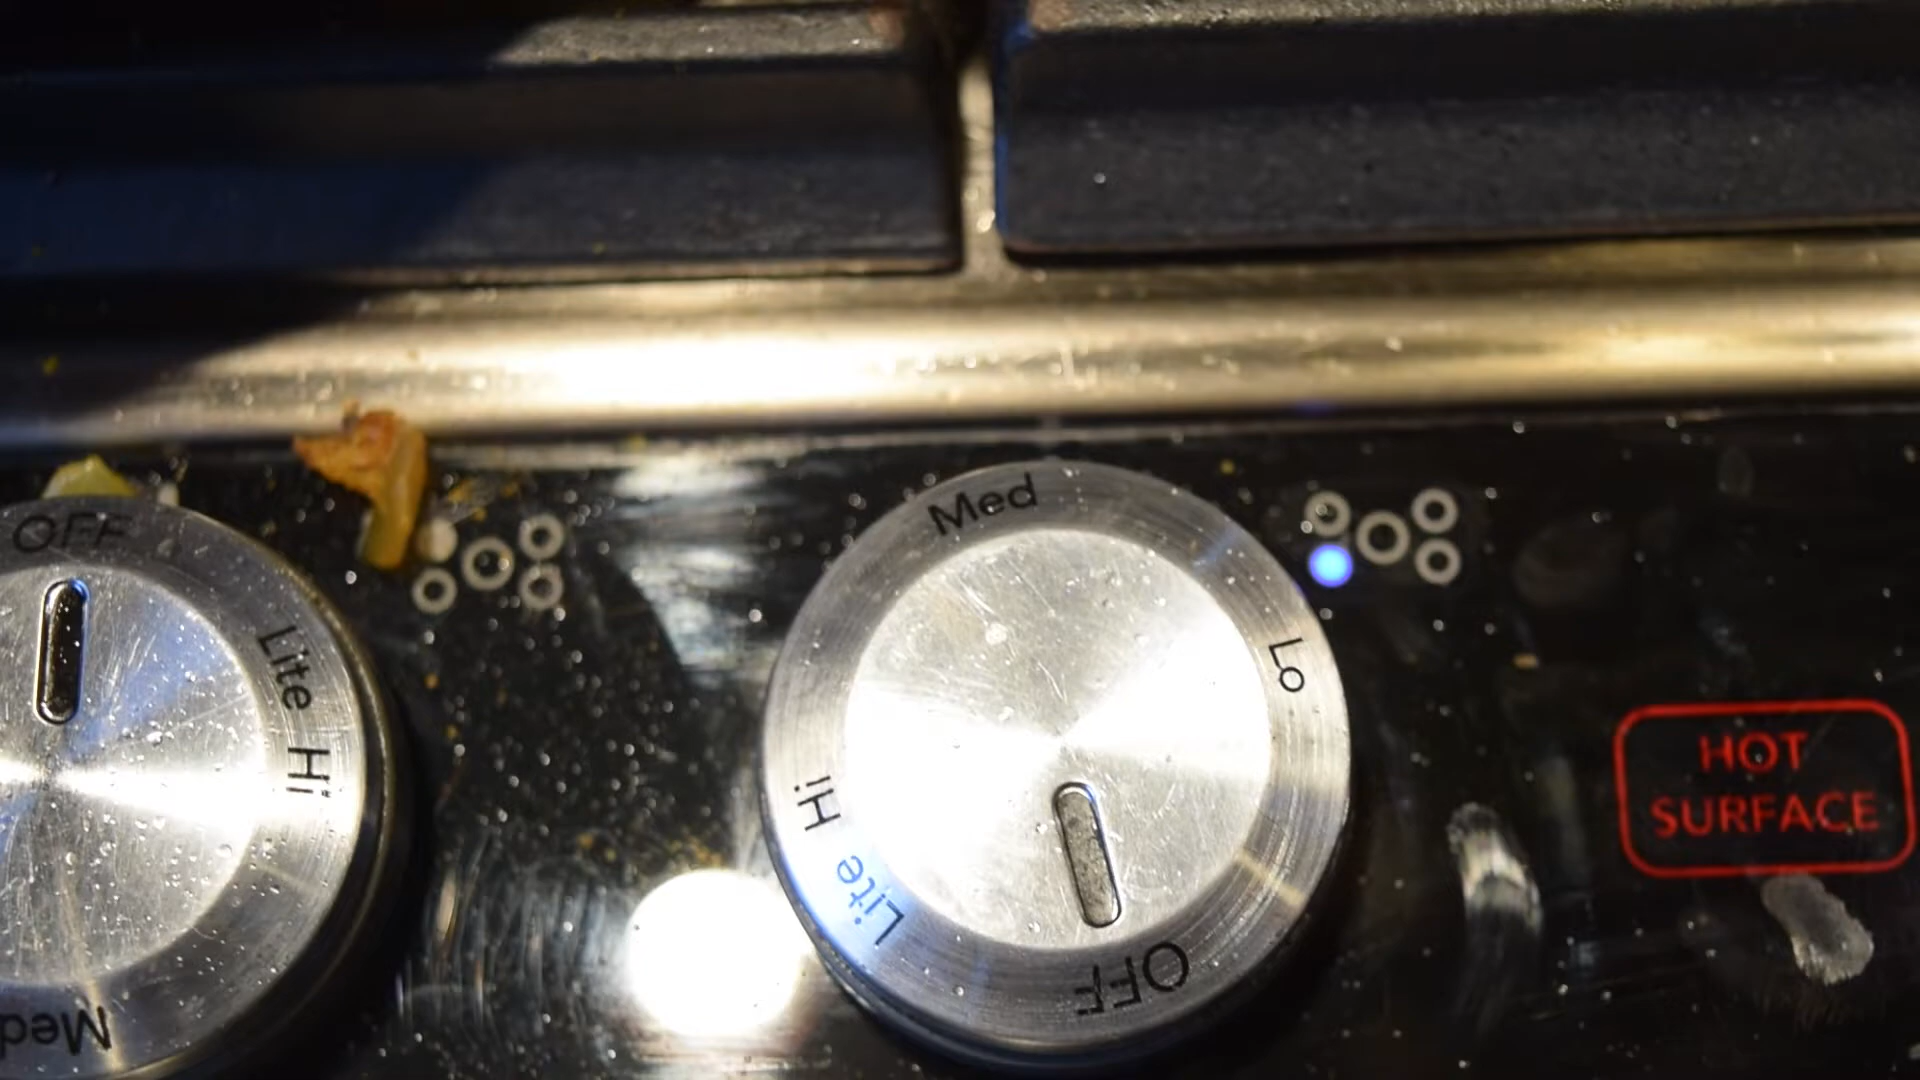 OFF
Lite
Hi
Med
Med
Lo
Hi
Lite
OFF
HOT
SURFACE